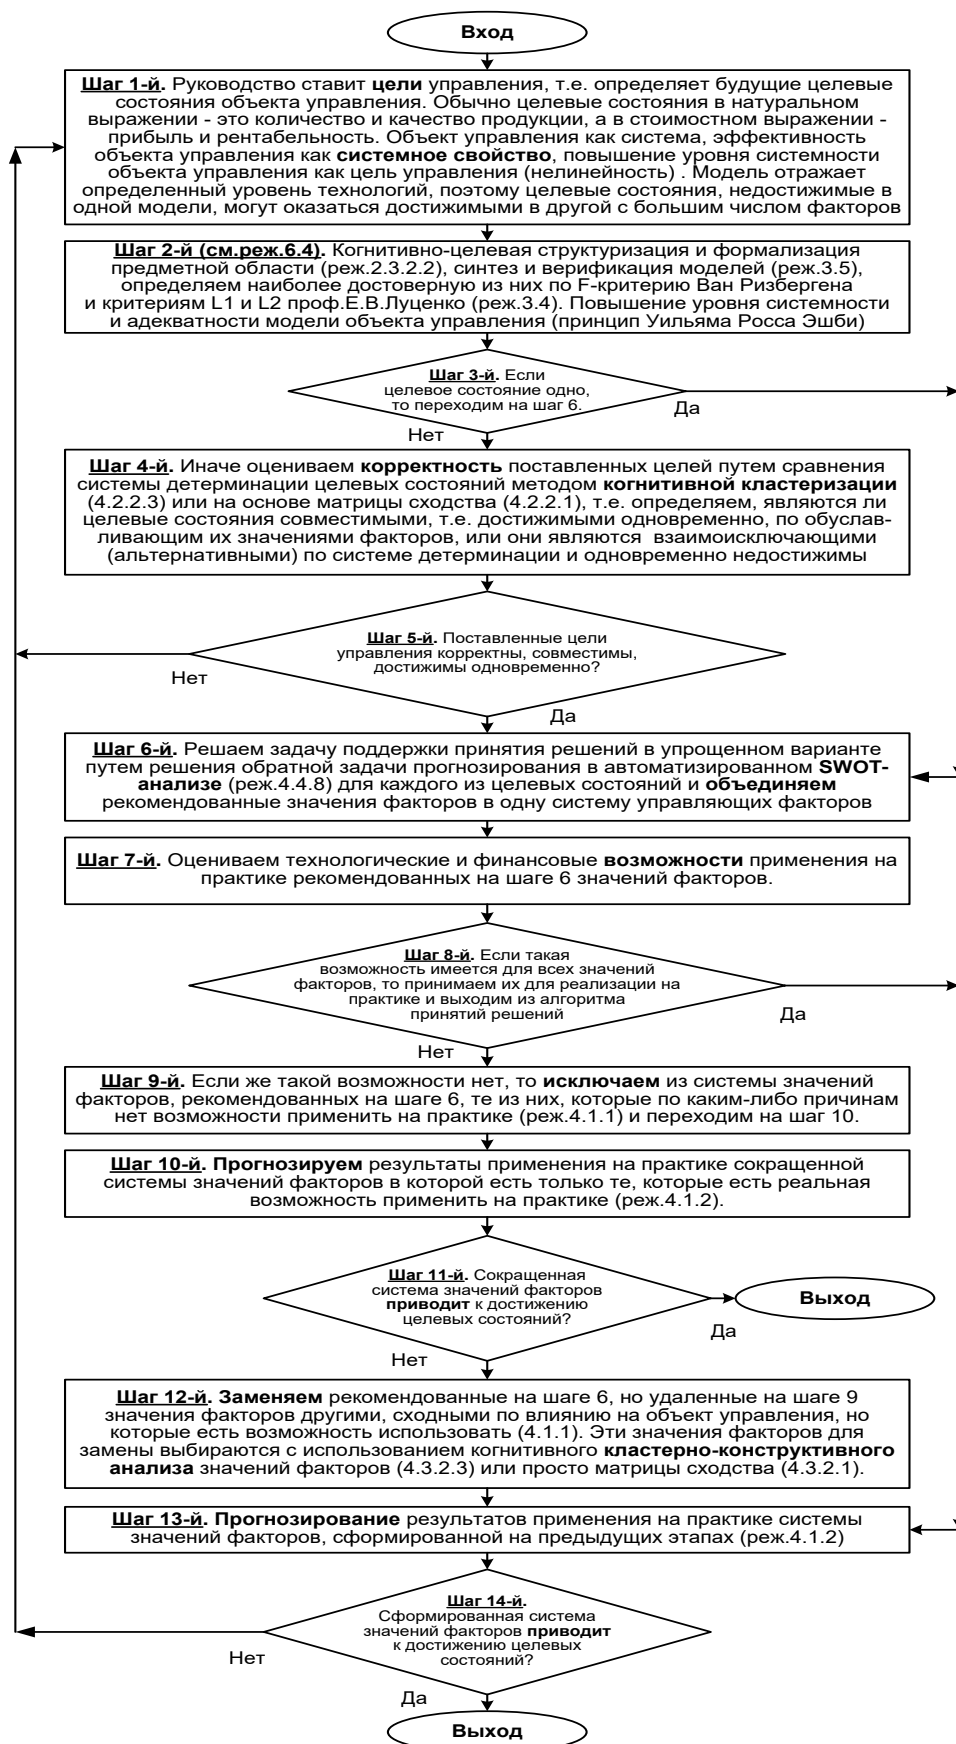 Вход
Шаг 1-й. Руководство ставит цели управления, т.е. определяет будущие целевые
состояния объекта управления. Обычно целевые состояния в натуральном
выражении - это количество и качество продукции, а в стоимостном выражении -
прибыль и рентабельность. Объект управления как система, эффективность
объекта управления как системное свойство, повышение уровня системности
объекта управления как цель управления (нелинейность) . Модель отражает
определенный уровень технологий, поэтому целевые состояния, недостижимые в
одной модели, могут оказаться достижимыми в другой с большим числом факторов
Шаг 2-й (см.реж.6.4). Когнитивно-целевая структуризация и формализация
предметной области (реж.2.3.2.2), синтез и верификация моделей (реж.3.5),
определяем наиболее достоверную из них по F-критерию Ван Ризбергена
и критериям L1 и L2 проф.Е.В.Луценко (реж.3.4). Повышение уровня системности
и адекватности модели объекта управления (принцип Уильяма Росса Эшби)
Шаг 3-й. Если
целевое состояние одно,
то переходим на шаг 6.
Да
Нет
Шаг 4-й. Иначе оцениваем корректность поставленных целей путем сравнения
системы детерминации целевых состояний методом когнитивной кластеризации
(4.2.2.3) или на основе матрицы сходства (4.2.2.1), т.е. определяем, являются ли
целевые состояния совместимыми, т.е. достижимыми одновременно, по обуслав-
ливающим их значениями факторов, или они являются взаимоисключающими
(альтернативными) по системе детерминации и одновременно недостижимы
Шаг 5-й. Поставленные цели
управления корректны, совместимы,
достижимы одновременно?
Нет
Да
Шаг 6-й. Решаем задачу поддержки принятия решений в упрощенном варианте
путем решения обратной задачи прогнозирования в автоматизированном SWOT-
анализе (реж.4.4.8) для каждого из целевых состояний и объединяем
рекомендованные значения факторов в одну систему управляющих факторов
Шаг 7-й. Оцениваем технологические и финансовые возможности применения на
практике рекомендованных на шаге 6 значений факторов.
Шаг 8-й. Если такая
возможность имеется для всех значений
факторов, то принимаем их для реализации на
практике и выходим из алгоритма
принятий решений
Да
Нет
Шаг 9-й. Если же такой возможности нет, то исключаем из системы значений
факторов, рекомендованных на шаге 6, те из них, которые по каким-либо причинам
нет возможности применить на практике (реж.4.1.1) и переходим на шаг 10.
Шаг 10-й. Прогнозируем результаты применения на практике сокращенной
системы значений факторов в которой есть только те, которые есть реальная
возможность применить на практике (реж.4.1.2).
Шаг 11-й. Сокращенная
система значений факторов
приводит к достижению
целевых состояний?
Выход
Да
Нет
Шаг 12-й. Заменяем рекомендованные на шаге 6, но удаленные на шаге 9
значения факторов другими, сходными по влиянию на объект управления, но
которые есть возможность использовать (4.1.1). Эти значения факторов для
замены выбираются с использованием когнитивного кластерно-конструктивного
анализа значений факторов (4.3.2.3) или просто матрицы сходства (4.3.2.1).
Шаг 13-й. Прогнозирование результатов применения на практике системы
значений факторов, сформированной на предыдущих этапах (реж.4.1.2)
Шаг 14-й.
Сформированная система
значений факторов приводит
к достижению целевых
состояний?
Нет
Да
Выход